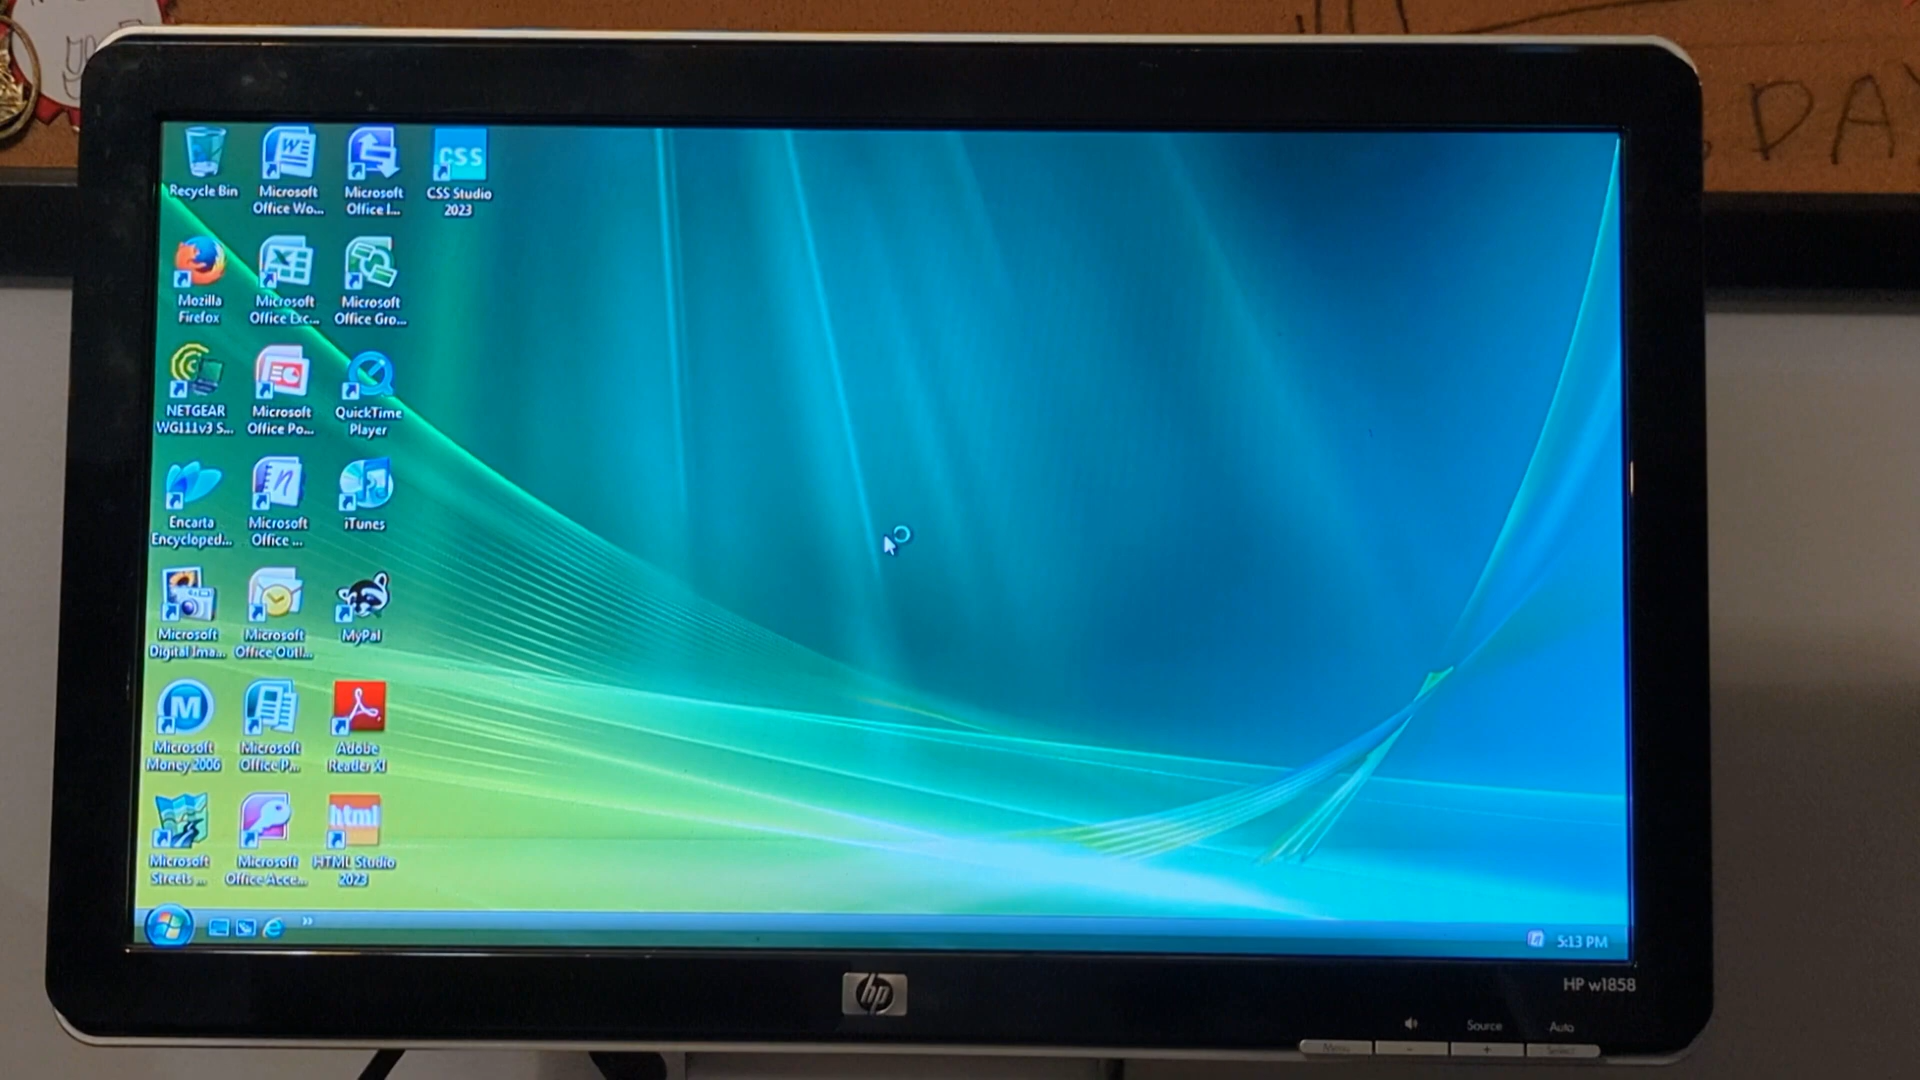 DAY
Recycle Bin
Microsoft
Office Wo...
Microsoft
Office I...
CSS
CSS Studio
2023
Mozilla
Firefox
Microsoft
Office Exc...
Microsoft
Office Gro...
NETGEAR
WG111v3 S...
Microsoft
Office Po...
QuickTime
Player
Encarta
Encycloped...
Microsoft
Office ...
iTunes
Microsoft
Digital Ima...
Microsoft
Office Outl...
MyPal
Microsoft
Money 2006
Microsoft
Office P...
Adobe
Reader XI
Microsoft
Streets ...
Microsoft
Office Acce...
html
HTML Studio
2023
5:13 PM
hp
HP w1858
Source
Auto
Menu
-
+
Select